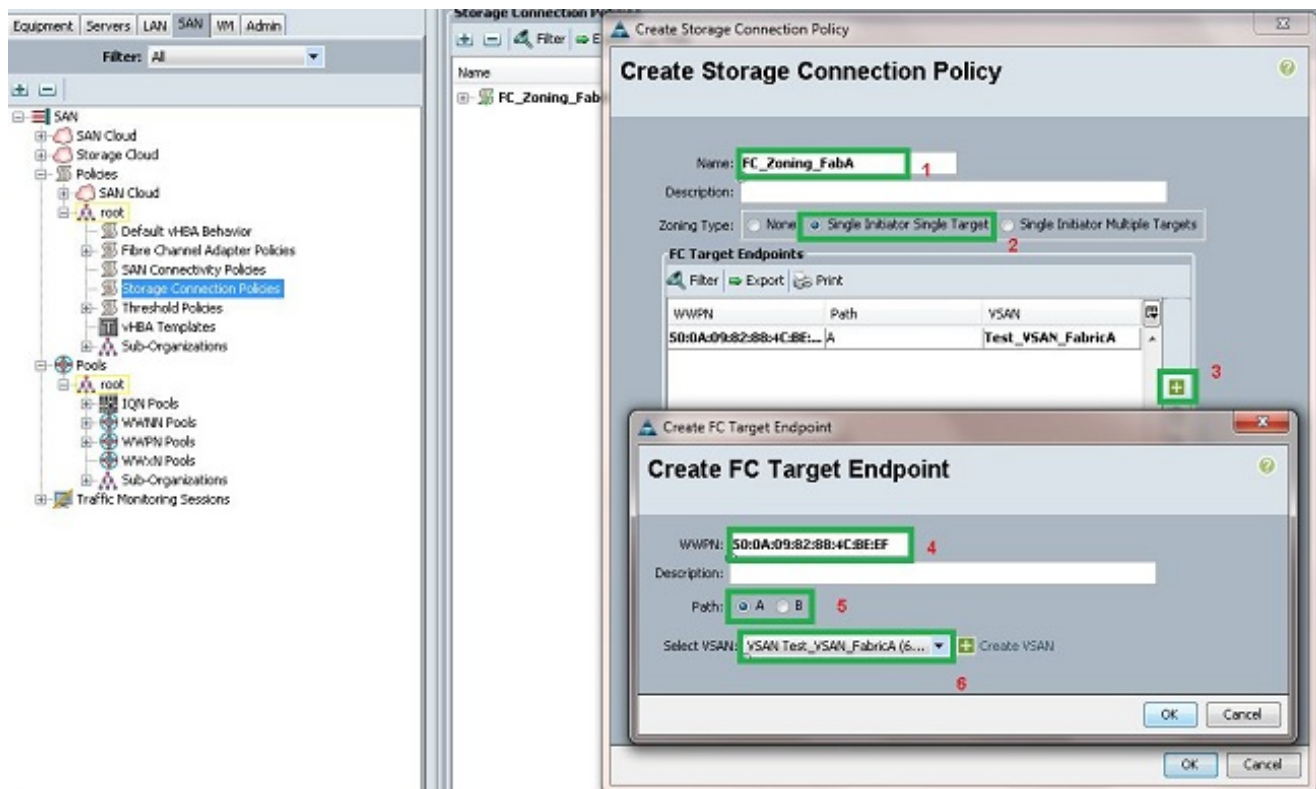 Equipment Servers LAN SAN VM Admin
Filter: All
SAN
SAN Cloud
Storage Cloud
Policies
SAN Cloud
root
Default vHBA Behavior
Fibre Channel Adapter Policies
SAN Connectivity Policies
Storage Connection Policies
Threshold Policies
vHBA Templates
Sub-Organizations
Pools
root
IQN Pools
WWNN Pools
WWPN Pools
WWxN Pools
Sub-Organizations
Traffic Monitoring Sessions
Storage Connection
Filter E
Name
FC_Zoning_Fab
Create Storage Connection Policy
Create Storage Connection Policy
Name: FC_Zoning_FabA 1
Description:
Zoning Type: None Single Initiator Single Target Single Initiator Multiple Targets
2
FC Target Endpoints
Filter Export Print
WWPN Path VSAN
50:0A:09:82:88:4C:BE:... A Test_VSAN_FabricA
3
Create FC Target Endpoint
Create FC Target Endpoint
WWPN: 50:0A:09:82:88:4C:BE:EF 4
Description:
Path: A B 5
Select VSAN: VSAN Test_VSAN_FabricA (6... Create VSAN
6
OK Cancel
OK Cancel